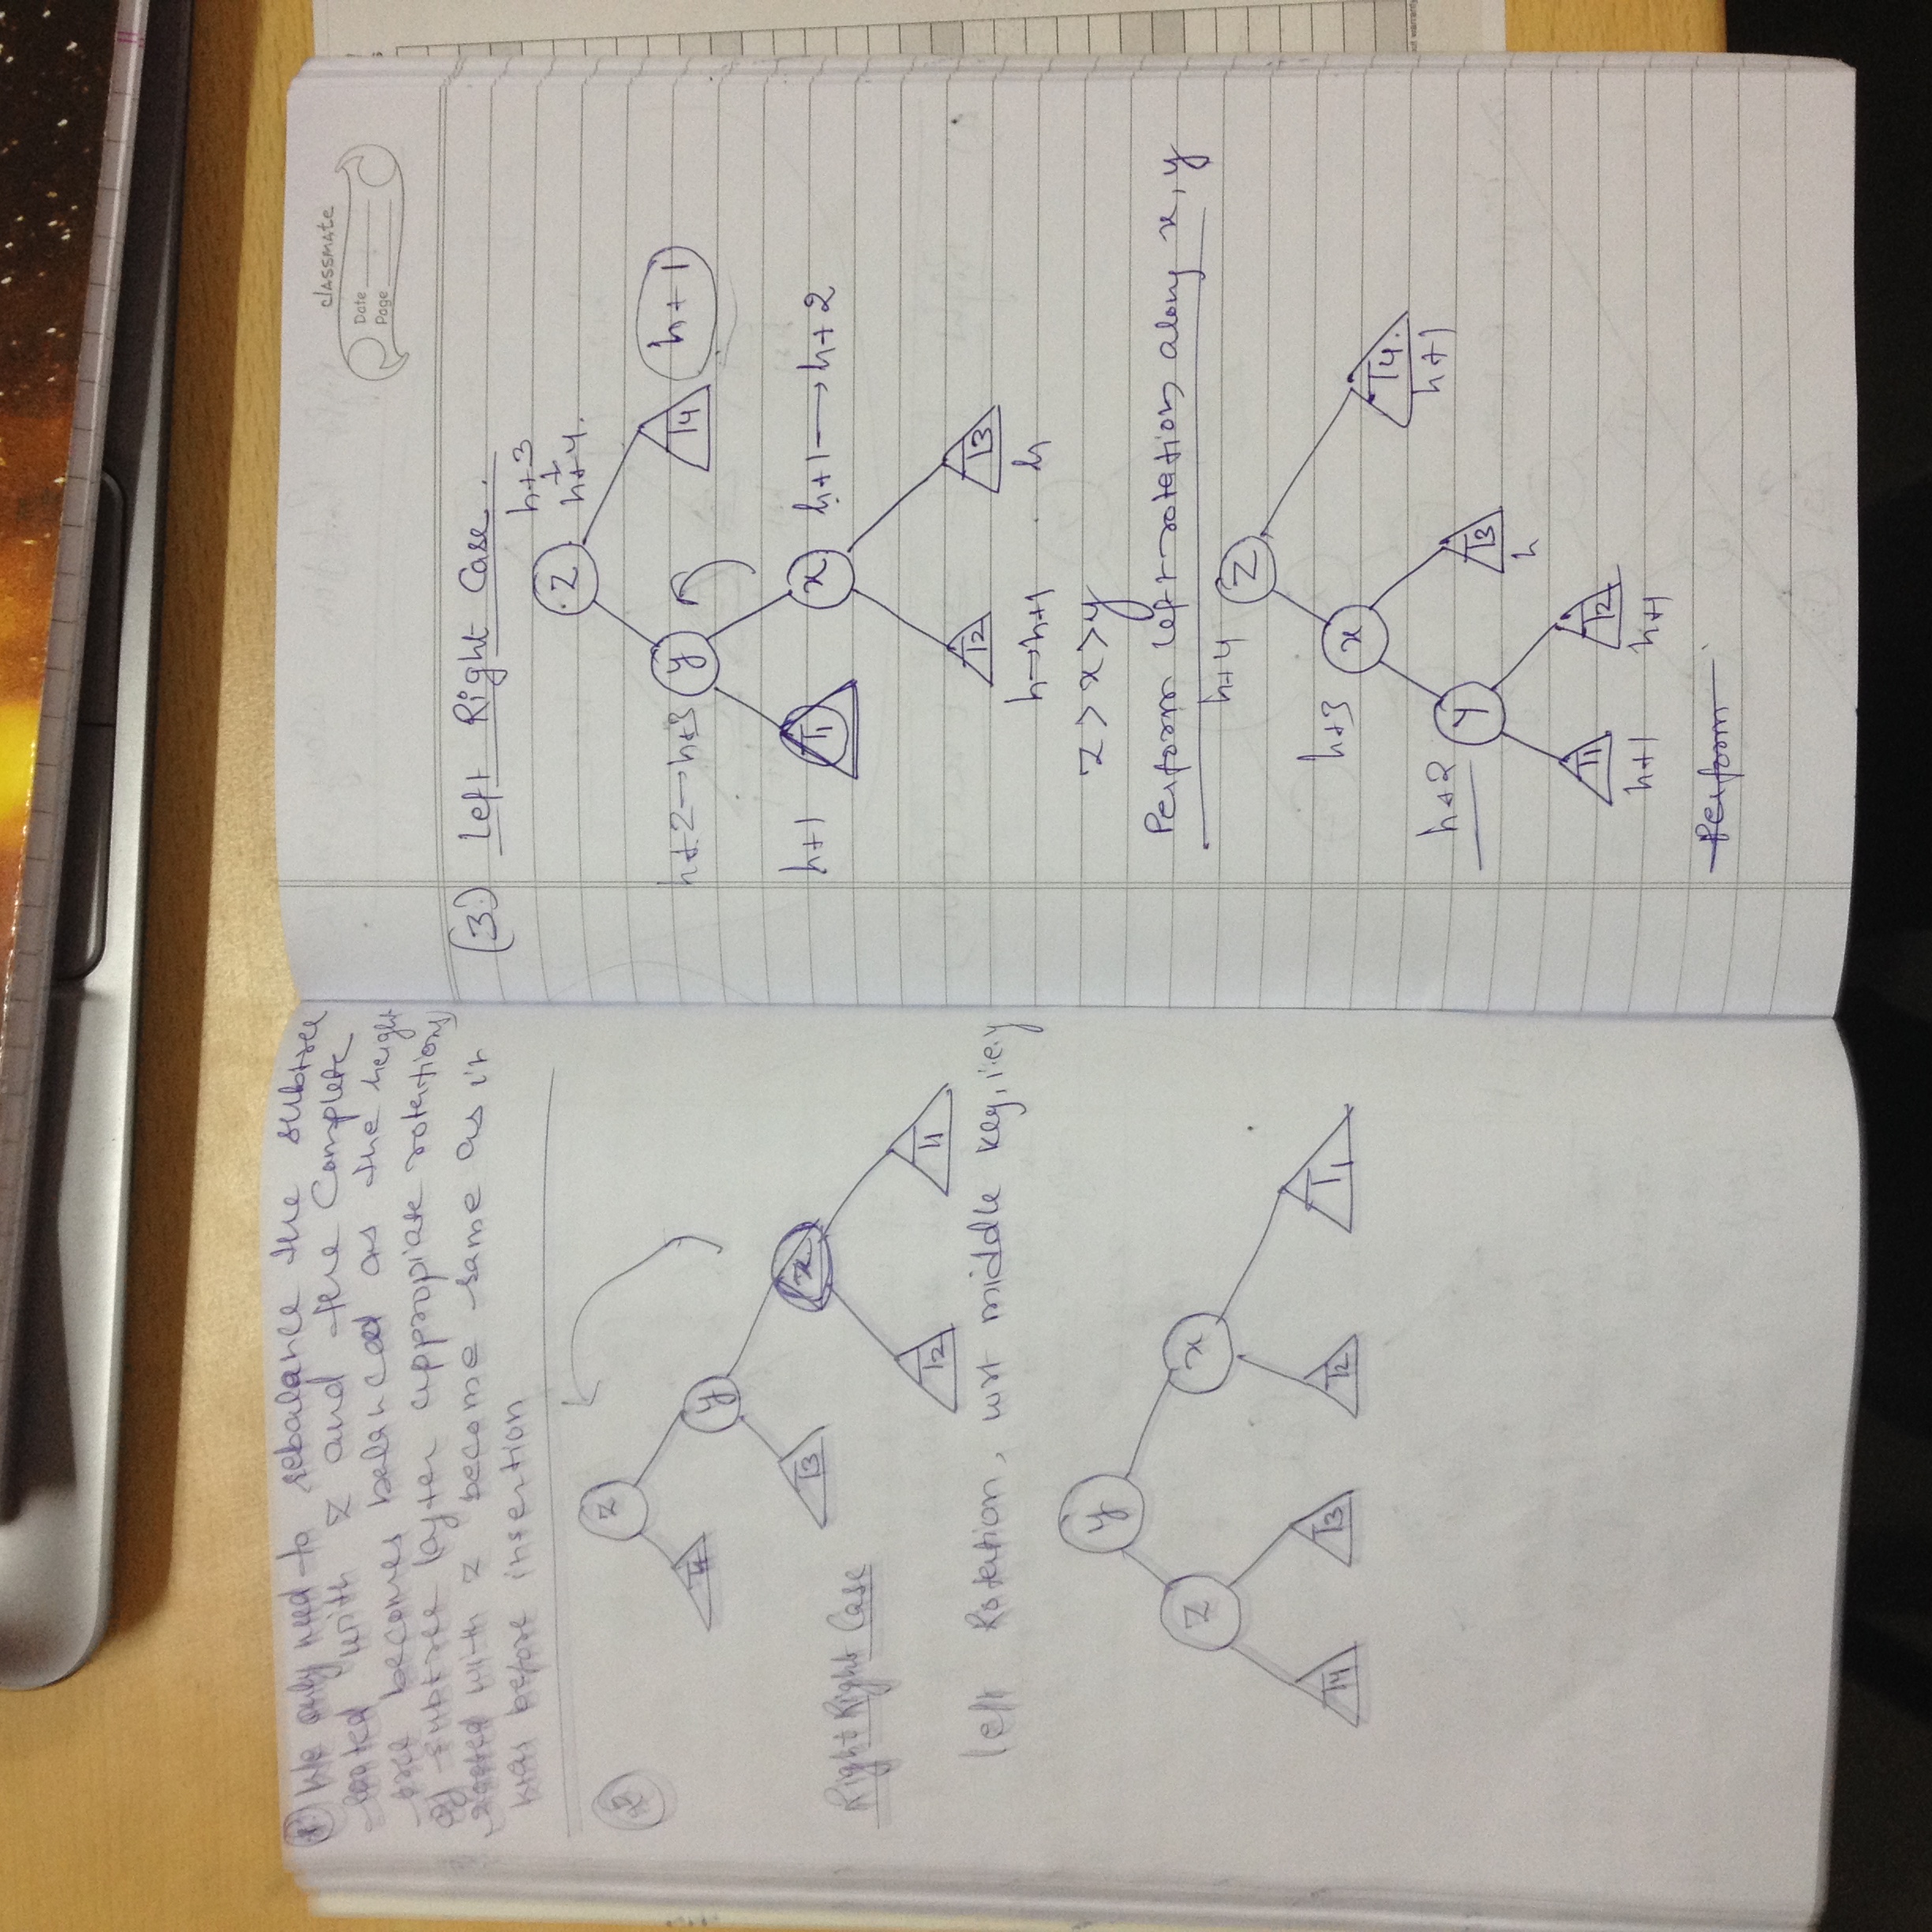 * We only need to rebalance the subtree
-rooted with z and the Complete
tree becomes balanced as the height
of subtree (after appropiate rotations)
-rooted with z become same as it
was before insertion
(2)
Right Right Case
z
T4
y
T3
x
T2
T1
left Rotation, wrt middle key, i.e, y
y
z
x
T4
T3
T2
T1
classmate
Date
Page
(3.) Left Right Case.
h+3
↓
h+4.
z
h+2→h+3
y
T4
h+1
h+1
T1
x
h+1→h+2
T2
T3
h→h+1
h
z>x>y
Perform left-rotation along x, y
h+4
z
h+3
x
T4
h+1
h+2
y
T3
h
T1
T2
h+1
h+1
Perform